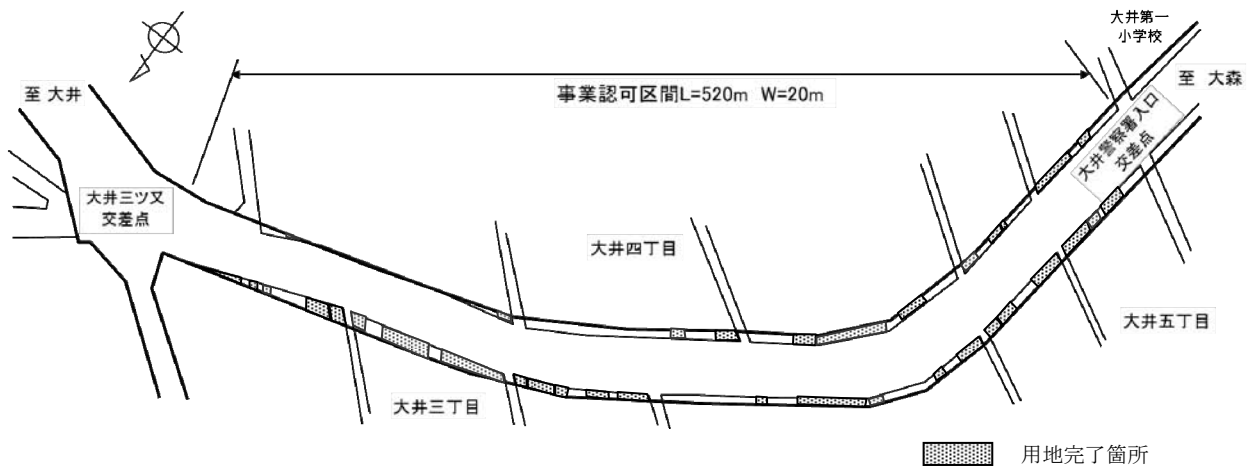 大井第一
小学校
至 大井
至 大森
事業認可区間L=520m W=20m
大井警察署入口
交差点
大井三ツ又
交差点
大井四丁目
大井五丁目
大井三丁目
用地完了箇所